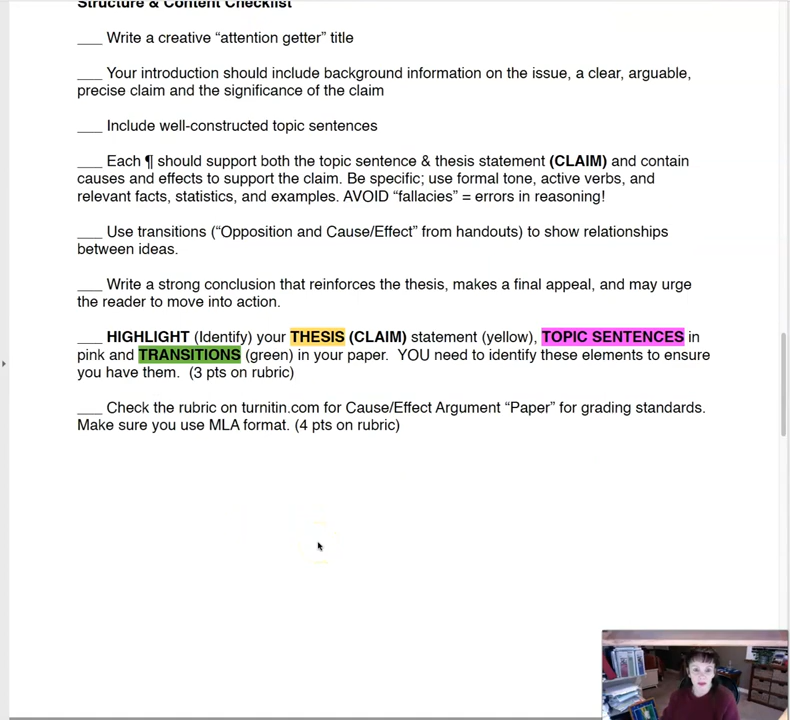 Structure & Content Checklist
___ Write a creative “attention getter” title
___ Your introduction should include background information on the issue, a clear, arguable,
precise claim and the significance of the claim
___ Include well-constructed topic sentences
___ Each ¶ should support both the topic sentence & thesis statement (CLAIM) and contain
causes and effects to support the claim. Be specific; use formal tone, active verbs, and
relevant facts, statistics, and examples. AVOID “fallacies” = errors in reasoning!
___ Use transitions (“Opposition and Cause/Effect” from handouts) to show relationships
between ideas.
___ Write a strong conclusion that reinforces the thesis, makes a final appeal, and may urge
the reader to move into action.
___ HIGHLIGHT (Identify) your THESIS (CLAIM) statement (yellow), TOPIC SENTENCES in
pink and TRANSITIONS (green) in your paper.  YOU need to identify these elements to ensure
you have them.  (3 pts on rubric)
___ Check the rubric on turnitin.com for Cause/Effect Argument “Paper” for grading standards.
Make sure you use MLA format. (4 pts on rubric)